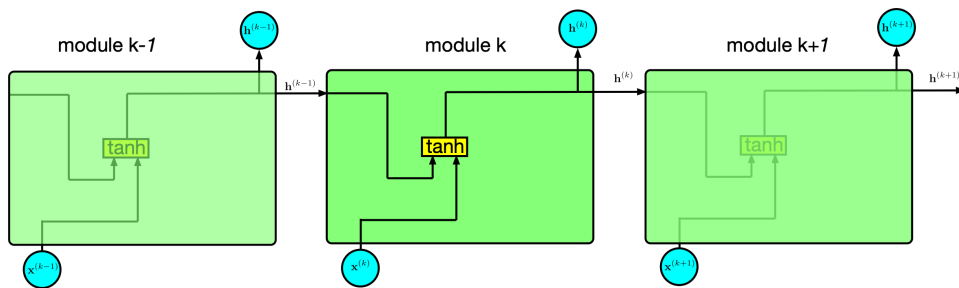 module k-1
h^(k-1)
module k
h^(k)
module k+1
h^(k+1)
h^(k-1)
h^(k)
h^(k+1)
tanh
tanh
tanh
x^(k-1)
x^(k)
x^(k+1)